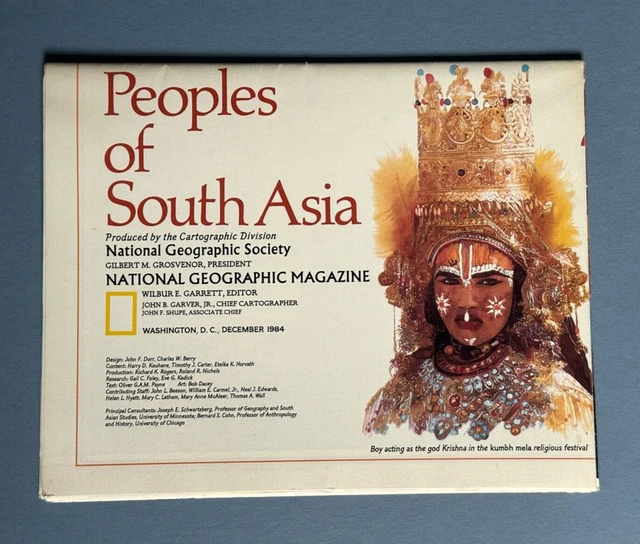 Peoples
of
South Asia
Produced by the Cartographic Division
National Geographic Society
GILBERT M. GROSVENOR, PRESIDENT
NATIONAL GEOGRAPHIC MAGAZINE
WILBUR E. GARRETT, EDITOR
JOHN B. GARVER, JR., CHIEF CARTOGRAPHER
JOHN F. SHUPE, ASSOCIATE CHIEF
WASHINGTON, D. C., DECEMBER 1984
Design: John F. Dorr, Charles W. Berry
Content: Harry D. Kauhane, Timothy J. Carter, Etelka K. Horvath
Production: Richard K. Rogers, Roland R. Nichols
Research: Gail C. Foley, Eve G. Kadick
Text: Oliver G.A.M. Payne Art: Bob Dacey
Contributing Staff: John L. Beeson, William E. Carmel, Jr., Neal J. Edwards,
Helen L. Hyatt, Mary C. Latham, Mary Anne McAleer, Thomas A. Wall
Principal Consultants: Joseph E. Schwartzberg, Professor of Geography and South
Asian Studies, University of Minnesota; Bernard S. Cohn, Professor of Anthropology
and History, University of Chicago
Boy acting as the god Krishna in the kumbh mela religious festival